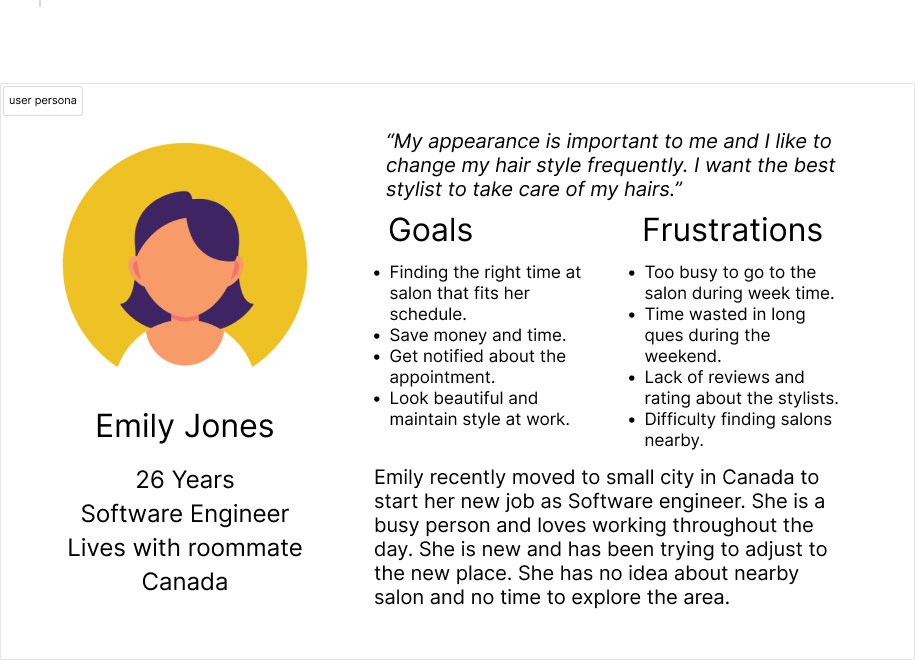 user persona
“My appearance is important to me and I like to
change my hair style frequently. I want the best
stylist to take care of my hairs.”
Goals
• Finding the right time at
salon that fits her
schedule.
• Save money and time.
• Get notified about the
appointment.
• Look beautiful and
maintain style at work.
Frustrations
• Too busy to go to the
salon during week time.
• Time wasted in long
ques during the
weekend.
• Lack of reviews and
rating about the stylists.
• Difficulty finding salons
nearby.
Emily Jones
26 Years
Software Engineer
Lives with roommate
Canada
Emily recently moved to small city in Canada to
start her new job as Software engineer. She is a
busy person and loves working throughout the
day. She is new and has been trying to adjust to
the new place. She has no idea about nearby
salon and no time to explore the area.